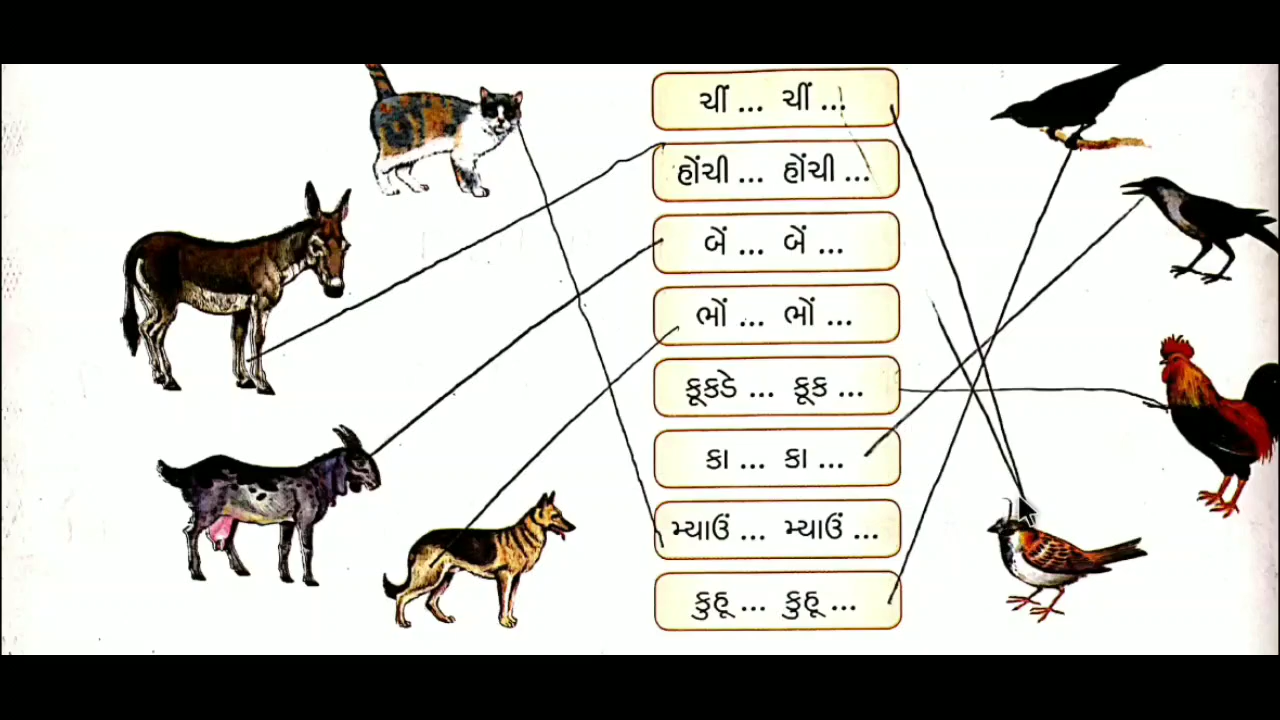 ચીં ... ચીં ...
હોંચી ... હોંચી ...
બેં ... બેં ...
ભોં ... ભોં ...
કૂકડે ... કૂક ...
કા ... કા ...
મ્યાઉં ... મ્યાઉં ...
કુહૂ ... કુહૂ ...